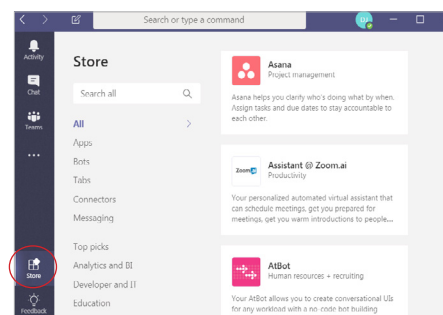 Search or type a command
DJ
Activity
Chat
Teams
Store
Feedback
Store
Search all
All
Apps
Bots
Tabs
Connectors
Messaging
Top picks
Analytics and BI
Developer and IT
Education
Asana
Project management
Asana helps you clarify who's doing what by when.
Assign tasks and due dates to stay accountable to
each other.
Zoom.ai
Assistant @ Zoom.ai
Productivity
Your personalized automated virtual assistant that
can schedule meetings, get you prepared for
meetings, get you warm introductions to people,...
AtBot
Human resources + recruiting
Your AtBot allows you to create conversational UIs
for any workload with a no-code bot building